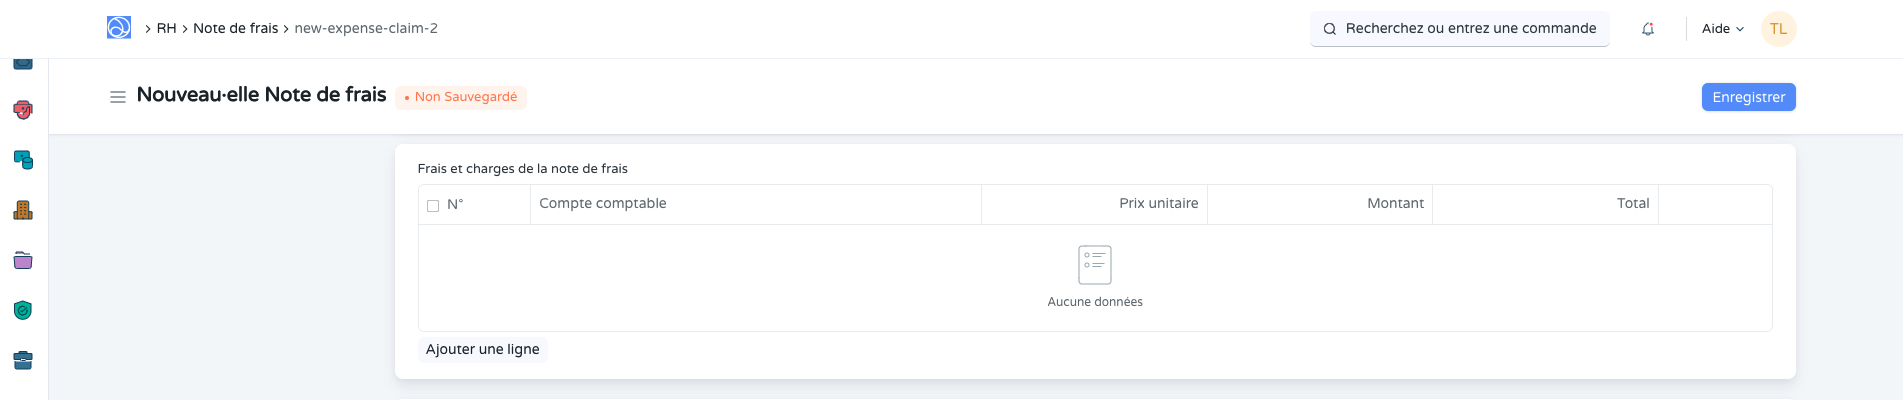 RH Note de frais new-expense-claim-2
Recherchez ou entrez une commande
Aide
TL
Nouveau·elle Note de frais
Non Sauvegardé
Enregistrer
Frais et charges de la note de frais
N° Compte comptable Prix unitaire Montant Total
Aucune données
Ajouter une ligne